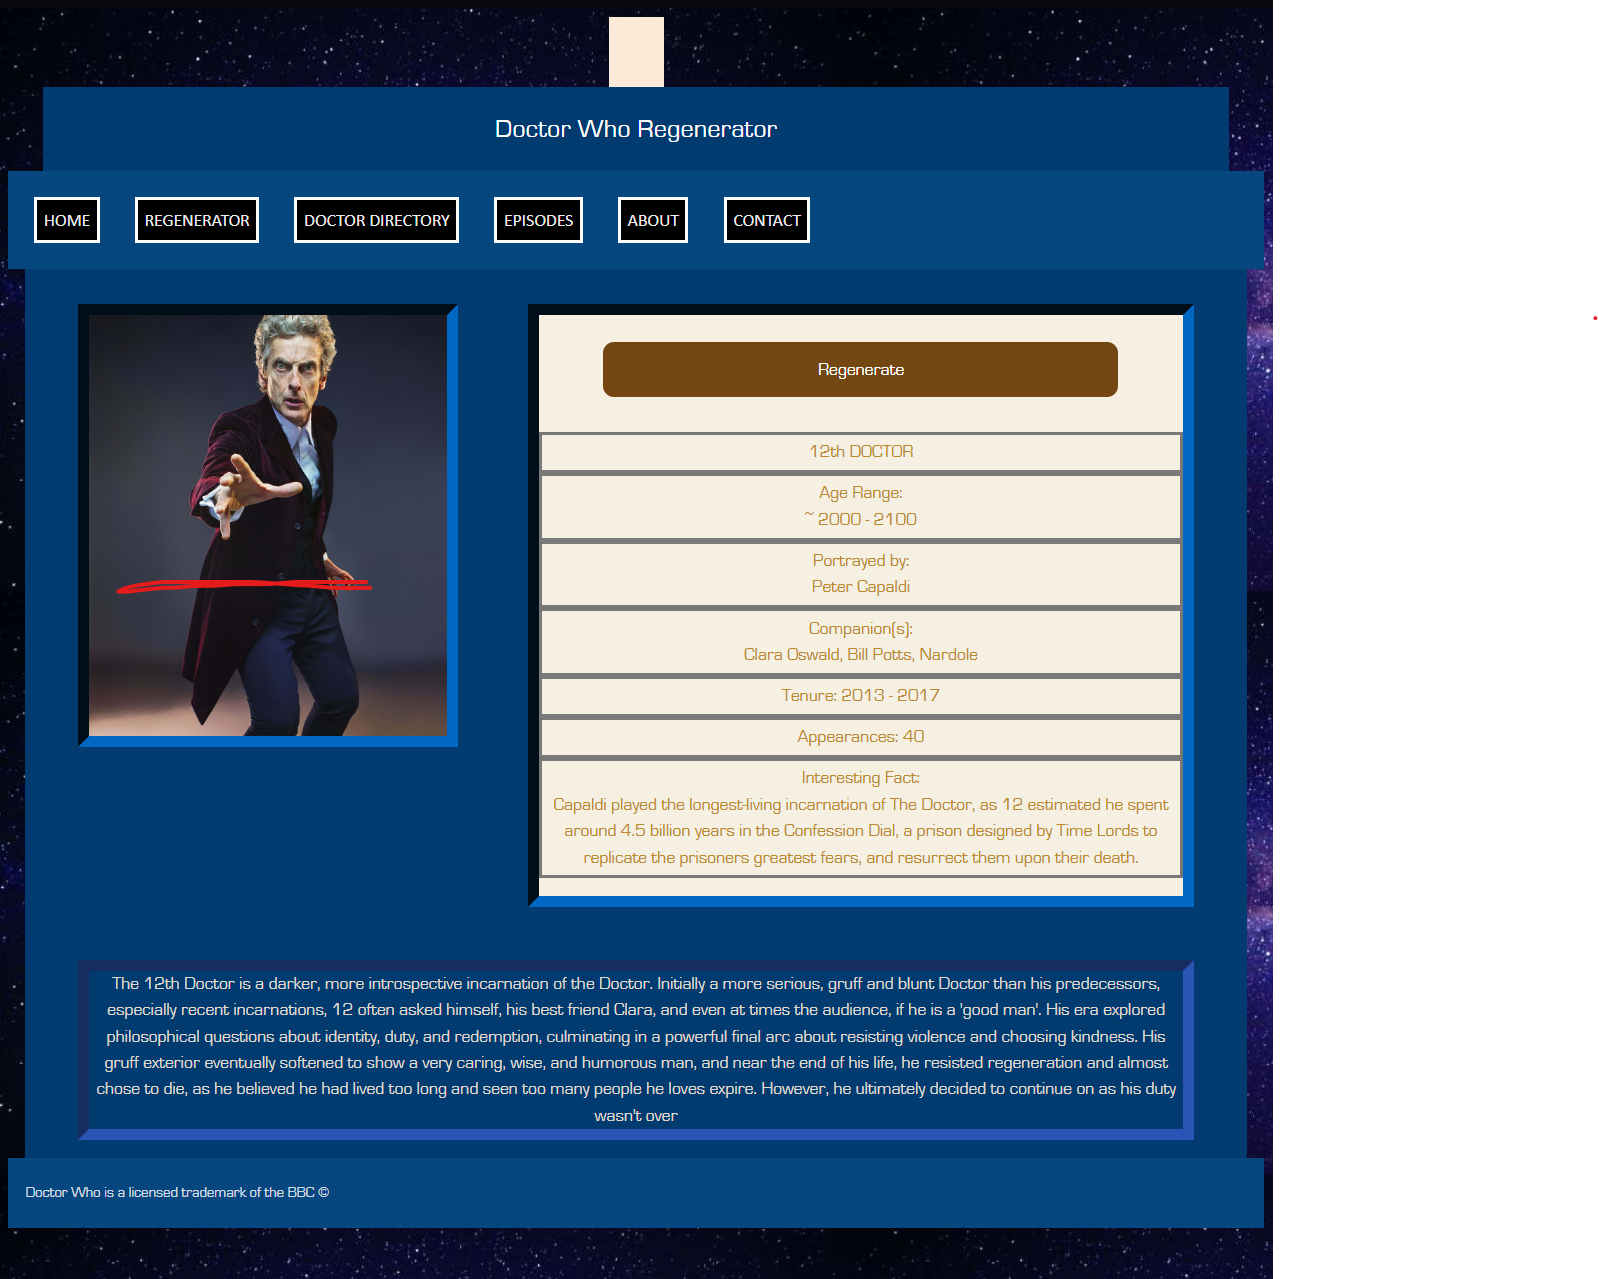 Doctor Who Regenerator
HOME
REGENERATOR
DOCTOR DIRECTORY
EPISODES
ABOUT
CONTACT
Regenerate
12th DOCTOR
Age Range:
~ 2000 - 2100
Portrayed by:
Peter Capaldi
Companion(s):
Clara Oswald, Bill Potts, Nardole
Tenure: 2013 - 2017
Appearances: 40
Interesting Fact:
Capaldi played the longest-living incarnation of The Doctor, as 12 estimated he spent
around 4.5 billion years in the Confession Dial, a prison designed by Time Lords to
replicate the prisoners greatest fears, and resurrect them upon their death.
The 12th Doctor is a darker, more introspective incarnation of the Doctor. Initially a more serious, gruff and blunt Doctor than his predecessors,
especially recent incarnations, 12 often asked himself, his best friend Clara, and even at times the audience, if he is a 'good man'. His era explored
philosophical questions about identity, duty, and redemption, culminating in a powerful final arc about resisting violence and choosing kindness. His
gruff exterior eventually softened to show a very caring, wise, and humorous man, and near the end of his life, he resisted regeneration and almost
chose to die, as he believed he had lived too long and seen too many people he loves expire. However, he ultimately decided to continue on as his duty
wasn't over
Doctor Who is a licensed trademark of the BBC ©